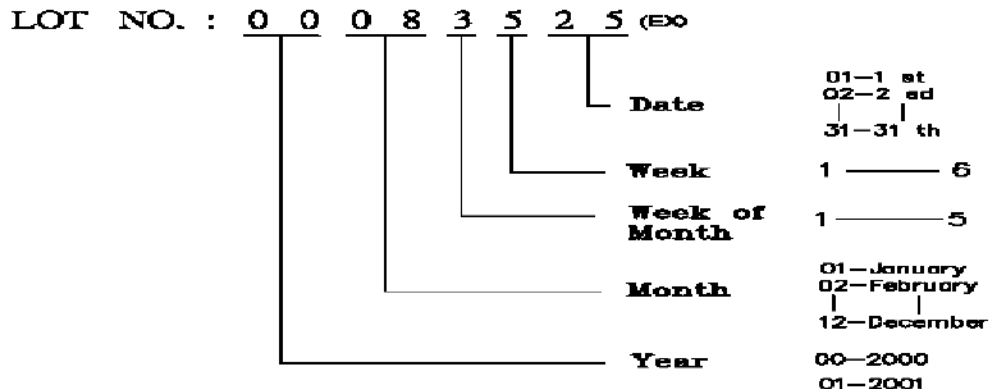 LOT NO. : 0 0 0 8 3 5 2 5 (EX)
01-1 st
Date 02-2 ed
31-31 th
Week 1 6
Week of
Month 1 5
01-January
Month 02-February
12-December
Year 00-2000
01-2001